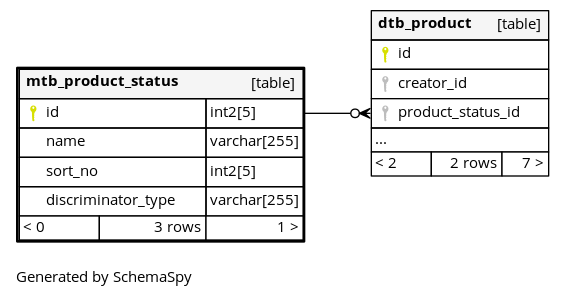 dtb_product [table]
id
creator_id
product_status_id
...
< 2 2 rows 7 >
mtb_product_status [table]
id int2[5]
name varchar[255]
sort_no int2[5]
discriminator_type varchar[255]
< 0 3 rows 1 >
Generated by SchemaSpy